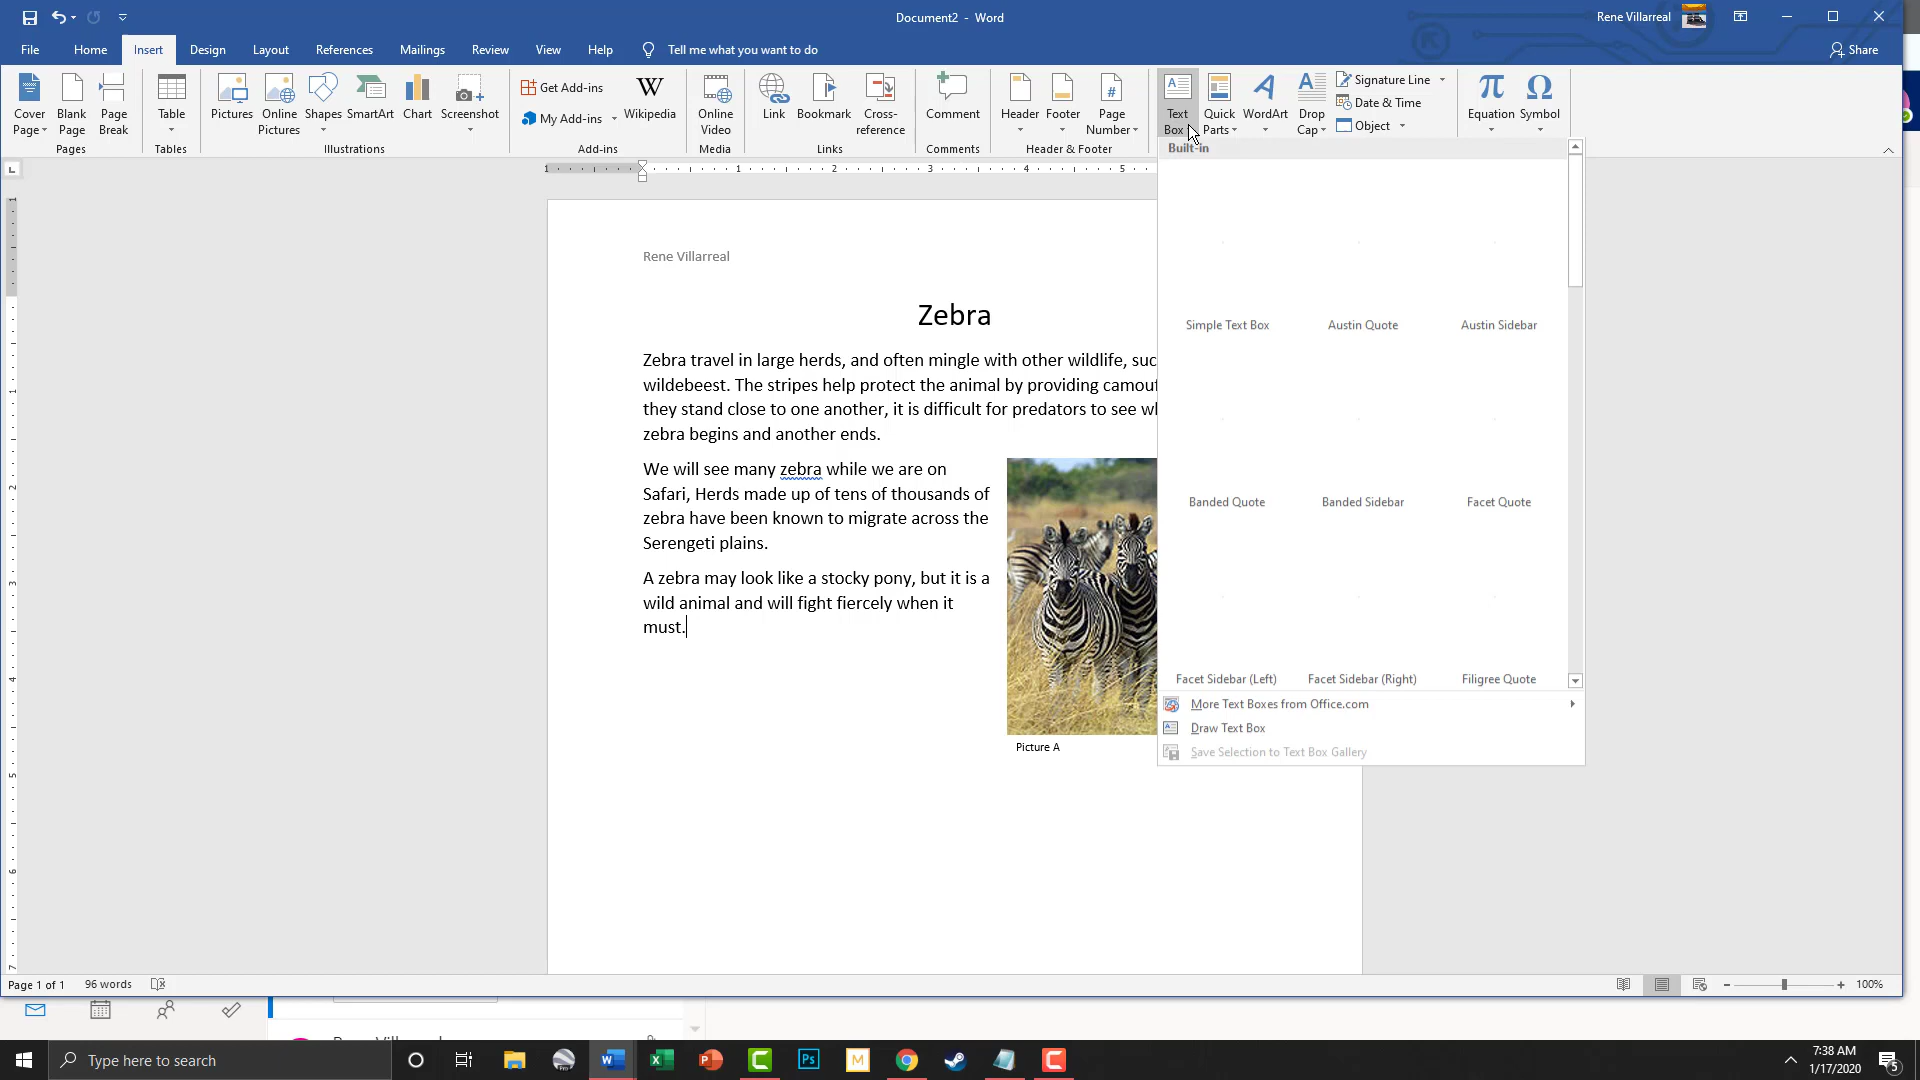 Document2 - Word
Rene Villarreal
File Home Insert Design Layout References Mailings Review View Help Tell me what you want to do
Share
Cover Page
Blank Page
Page Break
Pages
Table
Tables
Pictures
Online Pictures
Shapes
SmartArt
Chart
Screenshot
Illustrations
Get Add-ins
My Add-ins
Wikipedia
Add-ins
Online Video
Media
Link
Bookmark
Cross-reference
Links
Comment
Comments
Header
Footer
Page Number
Header & Footer
Text Box
Quick Parts
WordArt
Drop Cap
Signature Line
Date & Time
Object
Equation
Symbol
Built-in
Simple Text Box Austin Quote Austin Sidebar
Banded Quote Banded Sidebar Facet Quote
Facet Sidebar (Left) Facet Sidebar (Right) Filigree Quote
More Text Boxes from Office.com
Draw Text Box
Save Selection to Text Box Gallery
Rene Villarreal
Zebra
Zebra travel in large herds, and often mingle with other wildlife, suc
wildebeest. The stripes help protect the animal by providing camouf
they stand close to one another, it is difficult for predators to see wh
zebra begins and another ends.
We will see many zebra while we are on
Safari, Herds made up of tens of thousands of
zebra have been known to migrate across the
Serengeti plains.
A zebra may look like a stocky pony, but it is a
wild animal and will fight fiercely when it
must.
Picture A
Page 1 of 1 96 words
100%
Type here to search
7:38 AM
1/17/2020
5